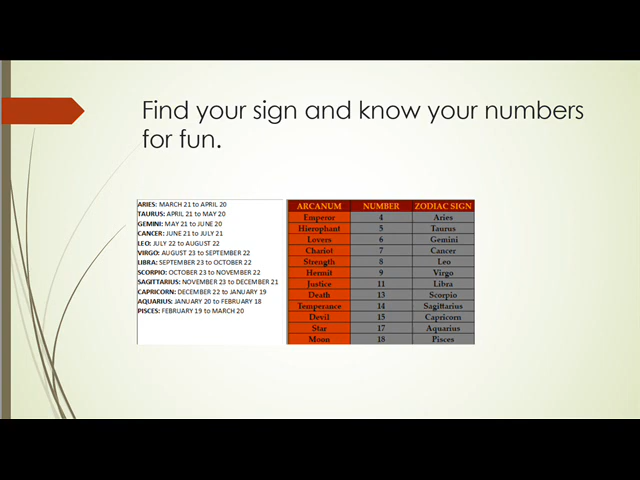 Find your sign and know your numbers
for fun.
ARIES: MARCH 21 to APRIL 20
TAURUS: APRIL 21 to MAY 20
GEMINI: MAY 21 to JUNE 20
CANCER: JUNE 21 to JULY 21
LEO: JULY 22 to AUGUST 22
VIRGO: AUGUST 23 to SEPTEMBER 22
LIBRA: SEPTEMBER 23 to OCTOBER 22
SCORPIO: OCTOBER 23 to NOVEMBER 22
SAGITTARIUS: NOVEMBER 23 to DECEMBER 21
CAPRICORN: DECEMBER 22 to JANUARY 19
AQUARIUS: JANUARY 20 to FEBRUARY 18
PISCES: FEBRUARY 19 to MARCH 20
ARCANUM NUMBER ZODIAC SIGN
Emperor 4 Aries
Hierophant 5 Taurus
Lovers 6 Gemini
Chariot 7 Cancer
Strength 8 Leo
Hermit 9 Virgo
Justice 11 Libra
Death 13 Scorpio
Temperance 14 Sagittarius
Devil 15 Capricorn
Star 17 Aquarius
Moon 18 Pisces